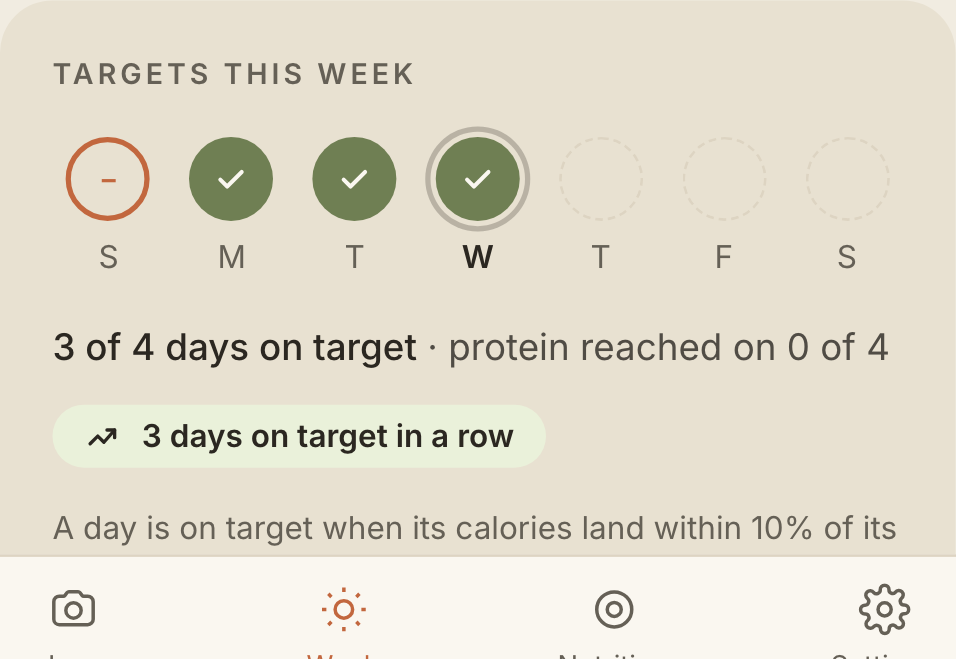 TARGETS THIS WEEK
S M T W T F S
3 of 4 days on target · protein reached on 0 of 4
3 days on target in a row
A day is on target when its calories land within 10% of its